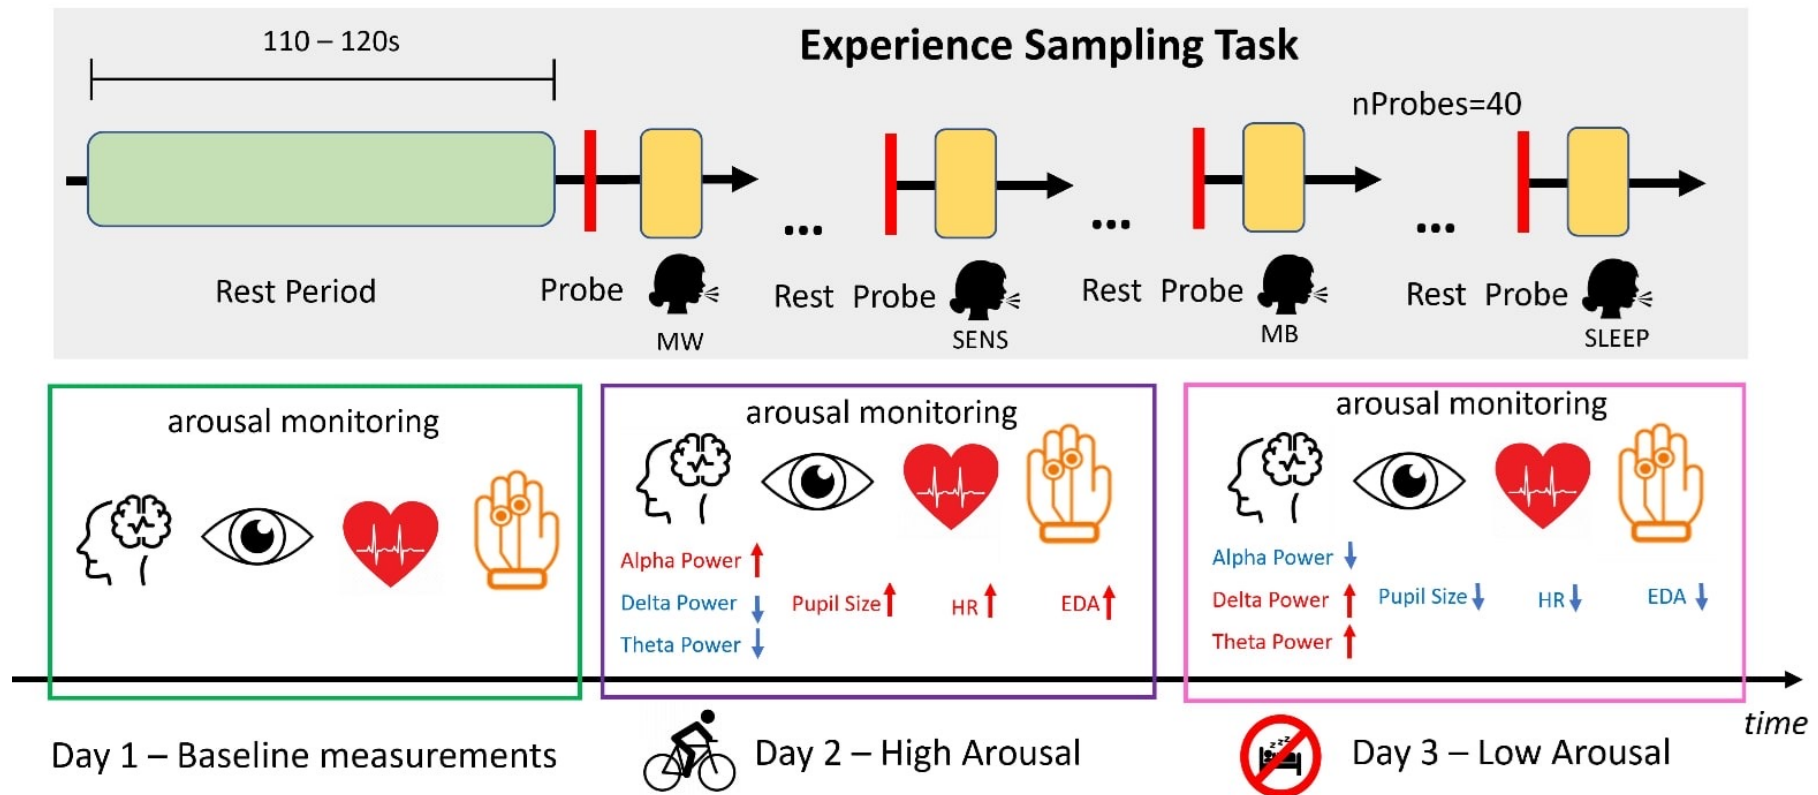 110 – 120s
Experience Sampling Task
nProbes=40
...
...
...
Rest Period
Probe
MW
Rest
Probe
SENS
Rest
Probe
MB
Rest
Probe
SLEEP
arousal monitoring
arousal monitoring
Alpha Power
Delta Power
Theta Power
Pupil Size
HR
EDA
arousal monitoring
Alpha Power
Delta Power
Theta Power
Pupil Size
HR
EDA
time
Day 1 – Baseline measurements
Day 2 – High Arousal
zzz
Day 3 – Low Arousal